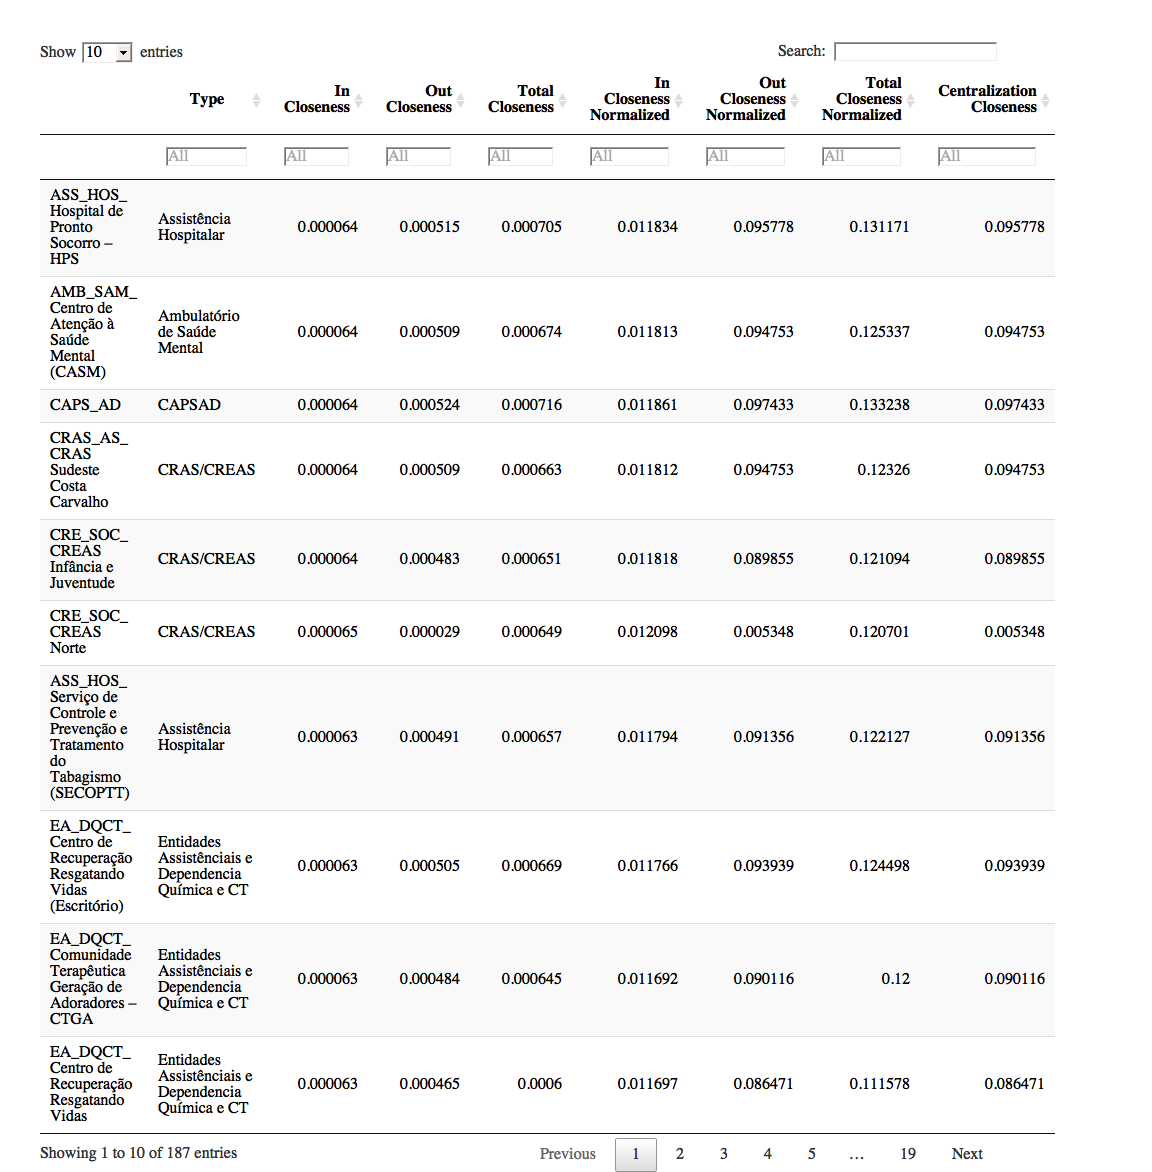 Show 10 entries Search:
Type In Closeness Out Closeness Total Closeness In Closeness Normalized Out Closeness Normalized Total Closeness Normalized Centralization Closeness
All All All All All All All All
ASS_HOS_
Hospital de
Pronto
Socorro –
HPS
Assistência
Hospitalar
0.000064 0.000515 0.000705 0.011834 0.095778 0.131171 0.095778
AMB_SAM_
Centro de
Atenção à
Saúde
Mental
(CASM)
Ambulatório
de Saúde
Mental
0.000064 0.000509 0.000674 0.011813 0.094753 0.125337 0.094753
CAPS_AD CAPSAD 0.000064 0.000524 0.000716 0.011861 0.097433 0.133238 0.097433
CRAS_AS_
CRAS
Sudeste
Costa
Carvalho
CRAS/CREAS 0.000064 0.000509 0.000663 0.011812 0.094753 0.12326 0.094753
CRE_SOC_
CREAS
Infância e
Juventude
CRAS/CREAS 0.000064 0.000483 0.000651 0.011818 0.089855 0.121094 0.089855
CRE_SOC_
CREAS
Norte
CRAS/CREAS 0.000065 0.000029 0.000649 0.012098 0.005348 0.120701 0.005348
ASS_HOS_
Serviço de
Controle e
Prevenção e
Tratamento
do
Tabagismo
(SECOPTT)
Assistência
Hospitalar
0.000063 0.000491 0.000657 0.011794 0.091356 0.122127 0.091356
EA_DQCT_
Centro de
Recuperação
Resgatando
Vidas
(Escritório)
Entidades
Assistênciais e
Dependencia
Química e CT
0.000063 0.000505 0.000669 0.011766 0.093939 0.124498 0.093939
EA_DQCT_
Comunidade
Terapêutica
Geração de
Adoradores –
CTGA
Entidades
Assistênciais e
Dependencia
Química e CT
0.000063 0.000484 0.000645 0.011692 0.090116 0.12 0.090116
EA_DQCT_
Centro de
Recuperação
Resgatando
Vidas
Entidades
Assistênciais e
Dependencia
Química e CT
0.000063 0.000465 0.0006 0.011697 0.086471 0.111578 0.086471
Showing 1 to 10 of 187 entries Previous 1 2 3 4 5 … 19 Next